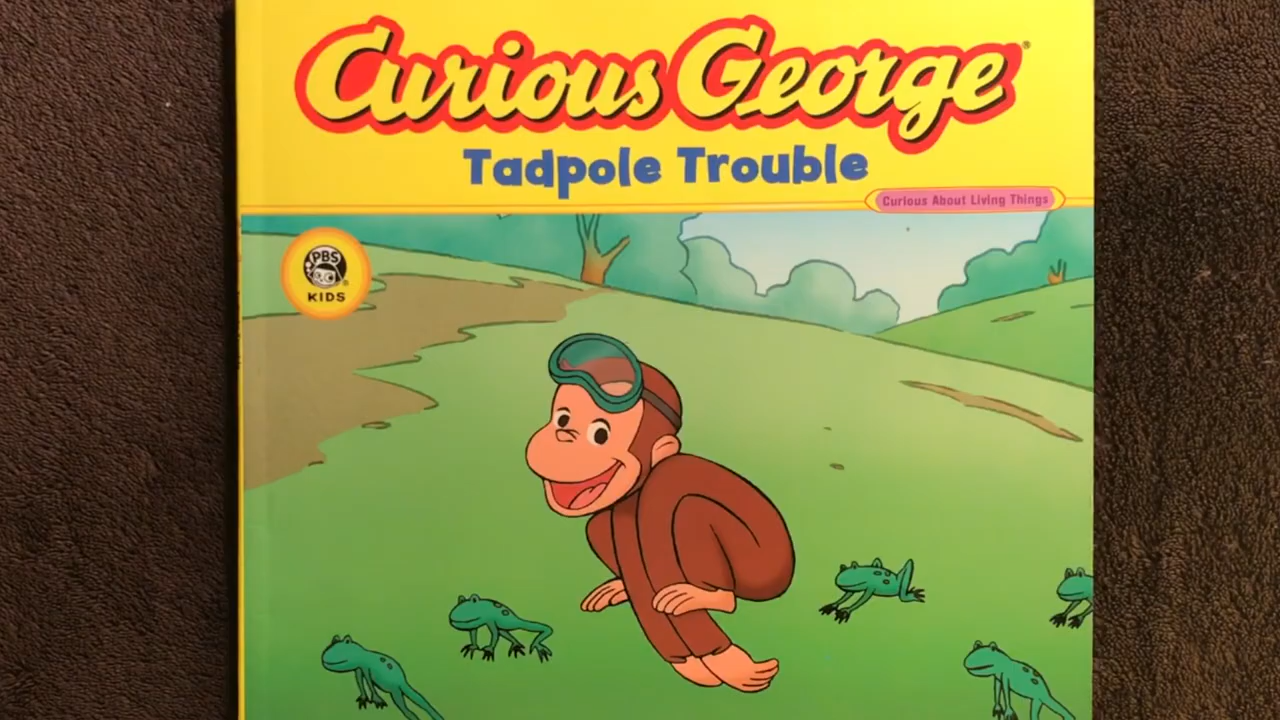 Curious George®
Tadpole Trouble
Curious About Living Things
PBS
KIDS